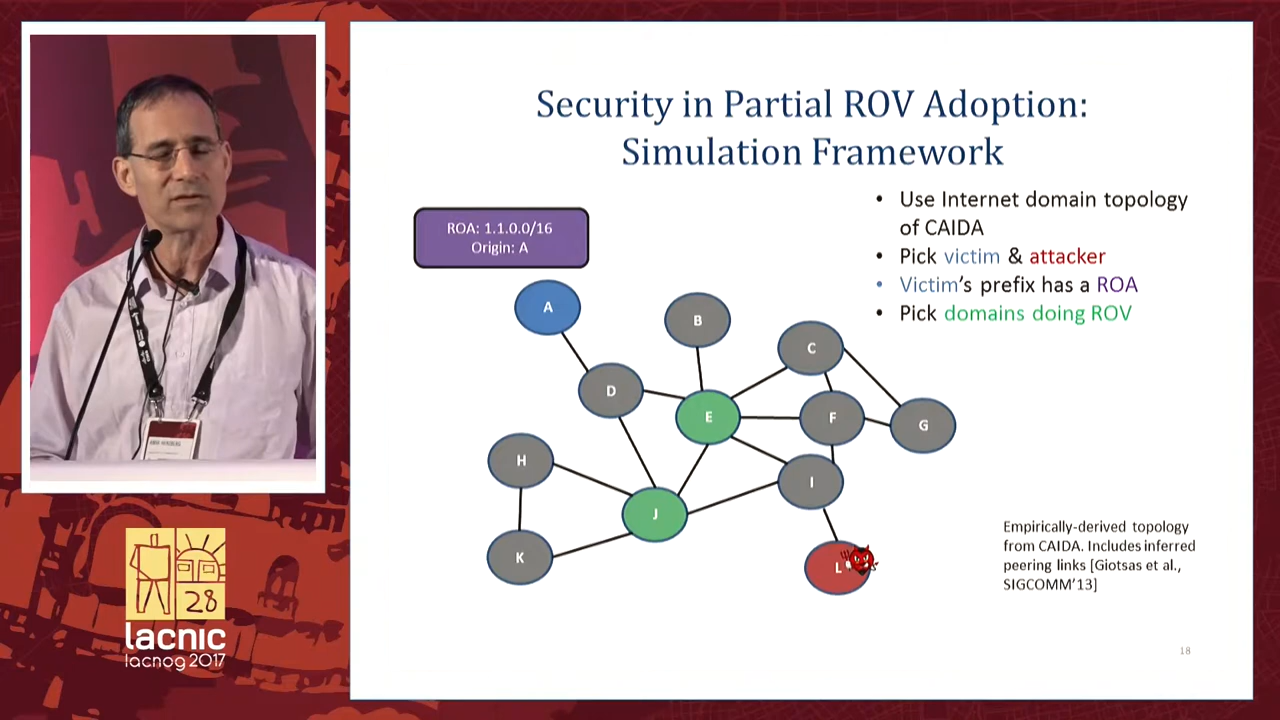 Security in Partial ROV Adoption:
Simulation Framework
ROA: 1.1.0.0/16
Origin: A
• Use Internet domain topology
of CAIDA
• Pick victim & attacker
• Victim's prefix has a ROA
• Pick domains doing ROV
A
B
C
D
E
F
G
H
I
J
K
L
Empirically-derived topology
from CAIDA. Includes inferred
peering links [Giotsas et al.,
SIGCOMM'13]
18
28
lacnic
lacnog 2017